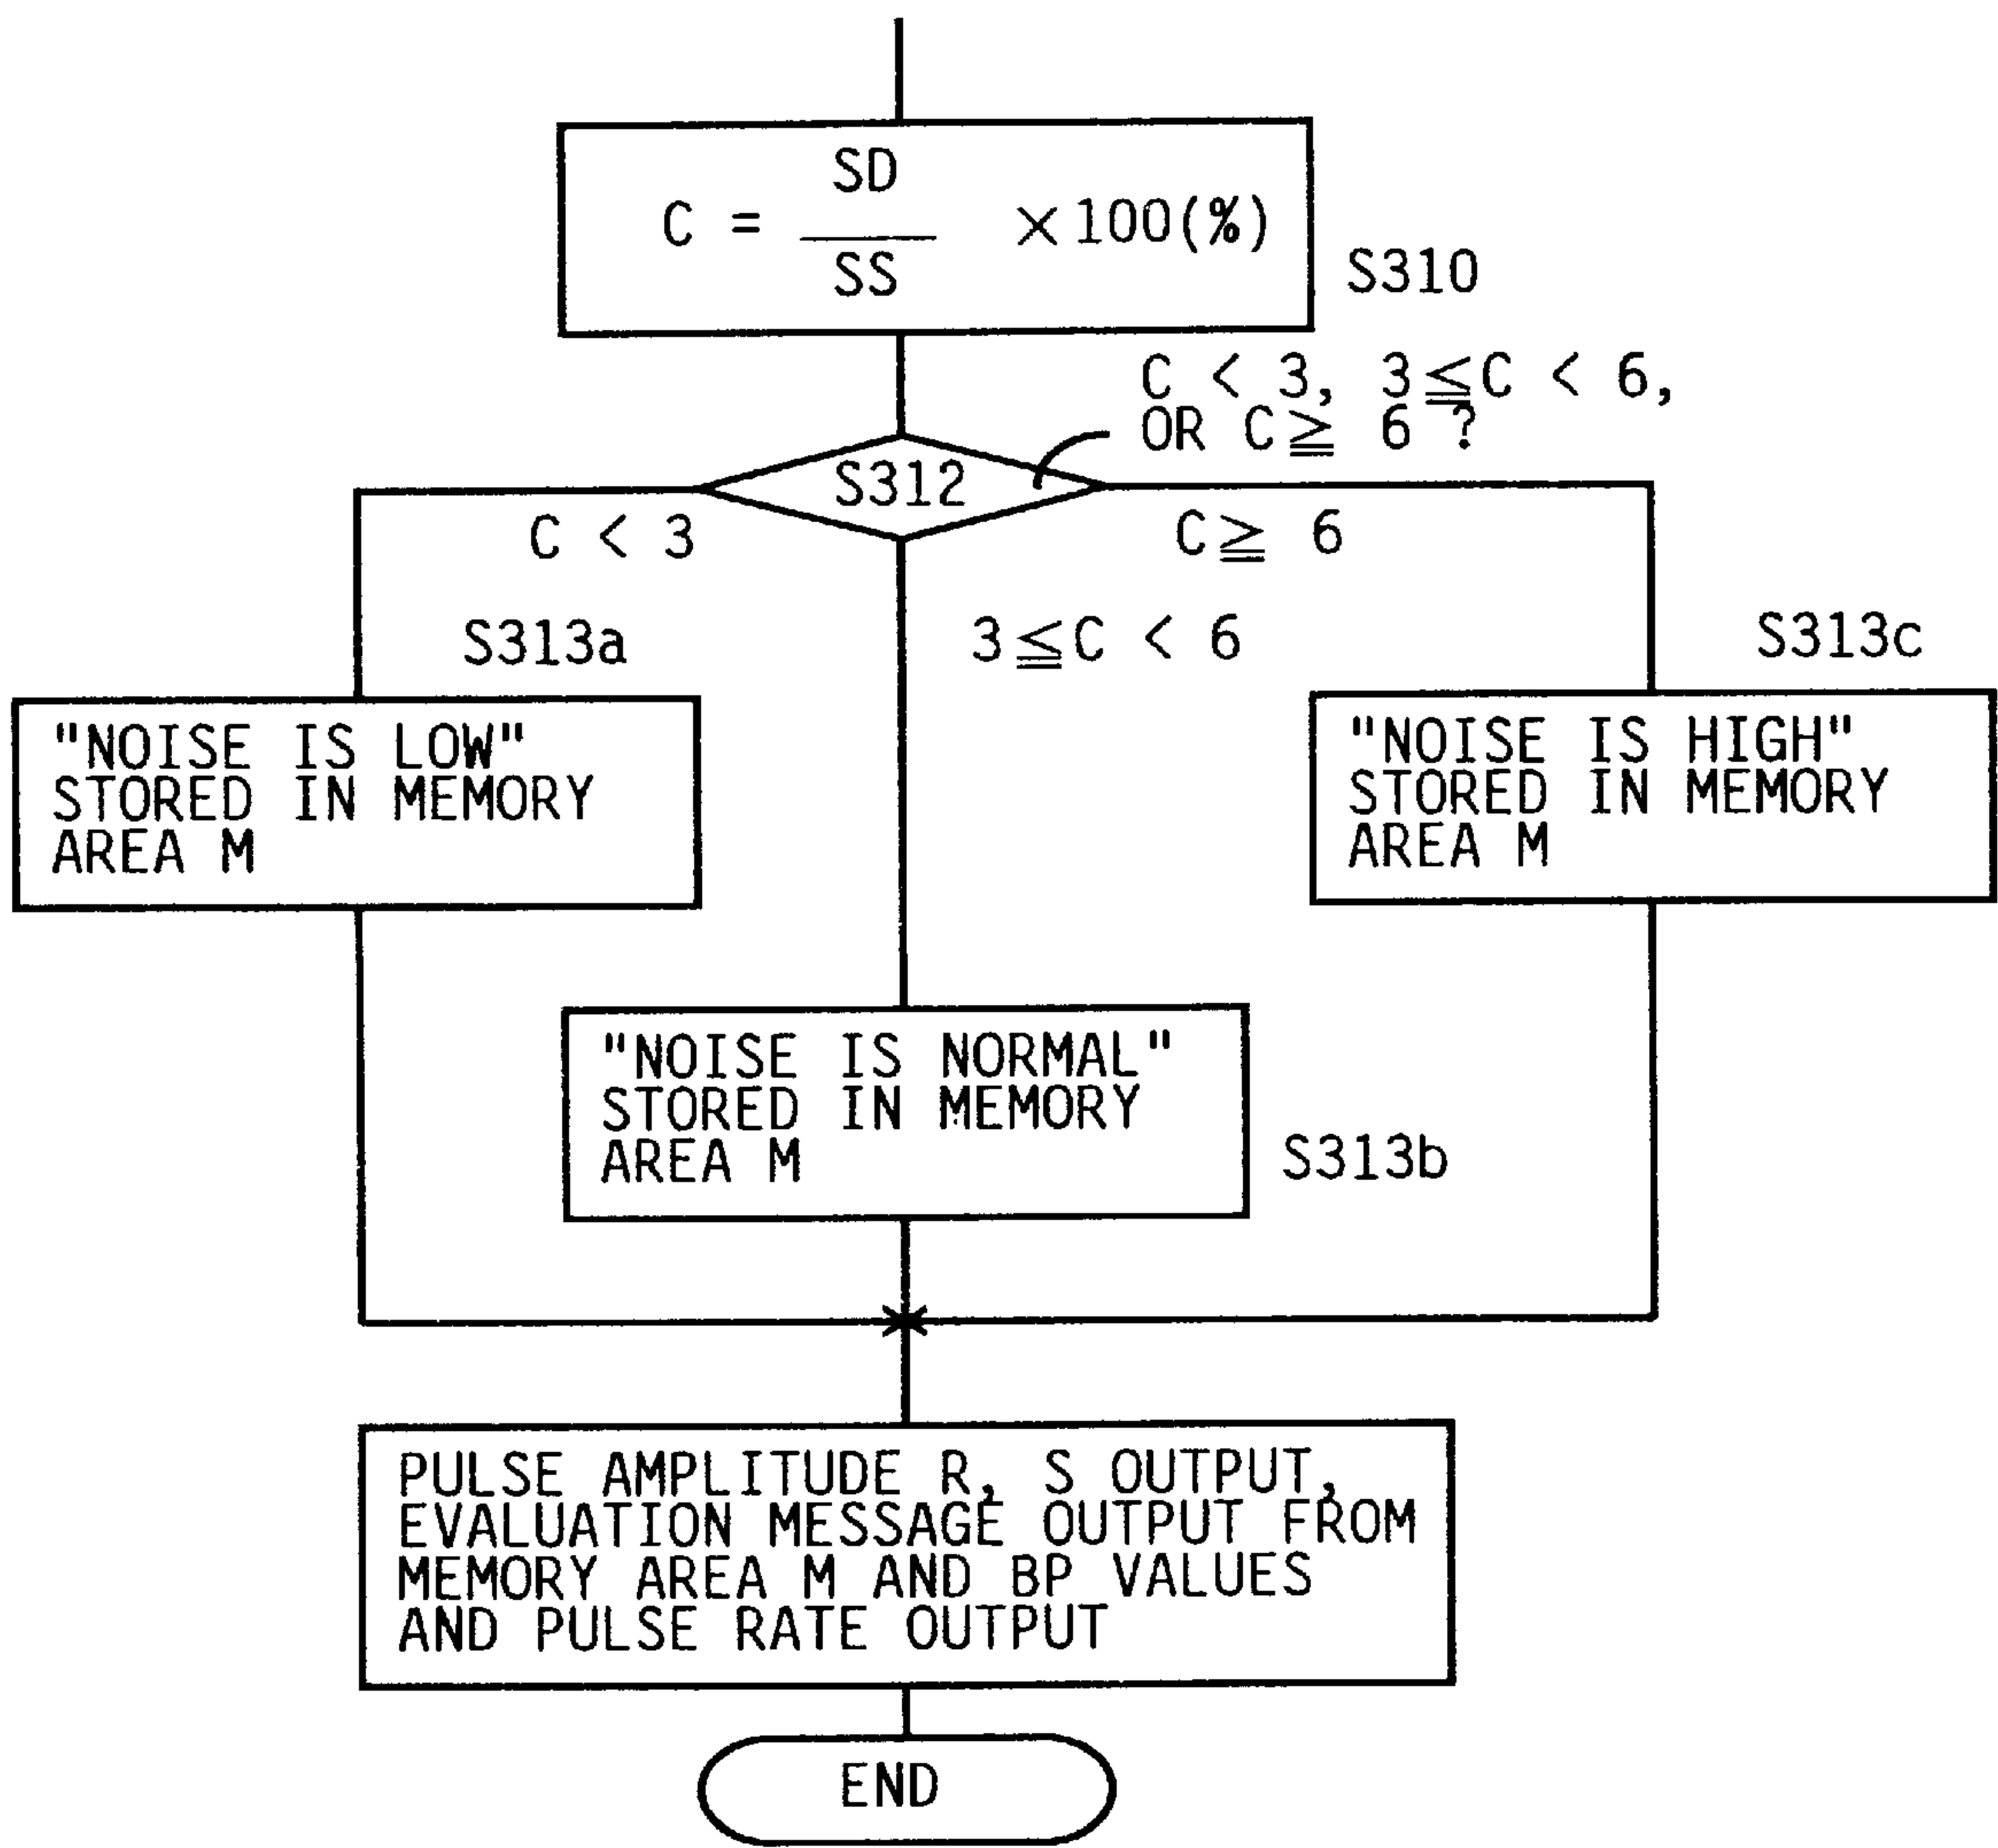 SD
C = ―― ×100(%)
SS
S310
C < 3, 3≦C < 6,
OR C≧ 6 ?
S312
C < 3
C≧ 6
3≦C < 6
S313a
S313c
"NOISE IS LOW"
STORED IN MEMORY
AREA M
"NOISE IS HIGH"
STORED IN MEMORY
AREA M
"NOISE IS NORMAL"
STORED IN MEMORY
AREA M
S313b
PULSE AMPLITUDE R, S OUTPUT,
EVALUATION MESSAGE OUTPUT FROM
MEMORY AREA M AND BP VALUES
AND PULSE RATE OUTPUT
END